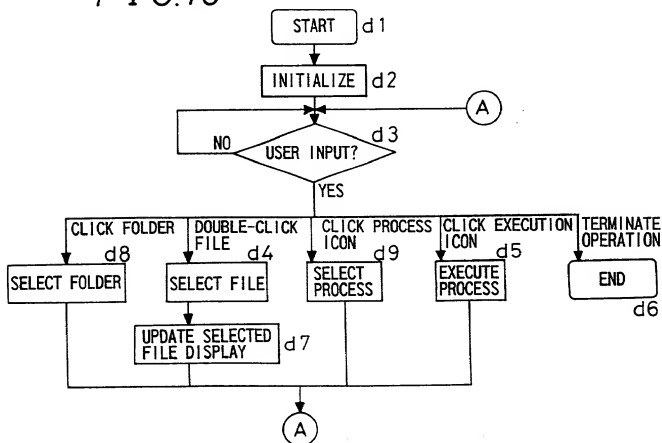 START d1
INITIALIZE d2
A
d3
NO USER INPUT?
YES
CLICK FOLDER DOUBLE-CLICK FILE CLICK PROCESS ICON CLICK EXECUTION ICON TERMINATE OPERATION
d8 d4 d9 d5
SELECT FOLDER SELECT FILE SELECT PROCESS EXECUTE PROCESS END
d6
UPDATE SELECTED FILE DISPLAY d7
A